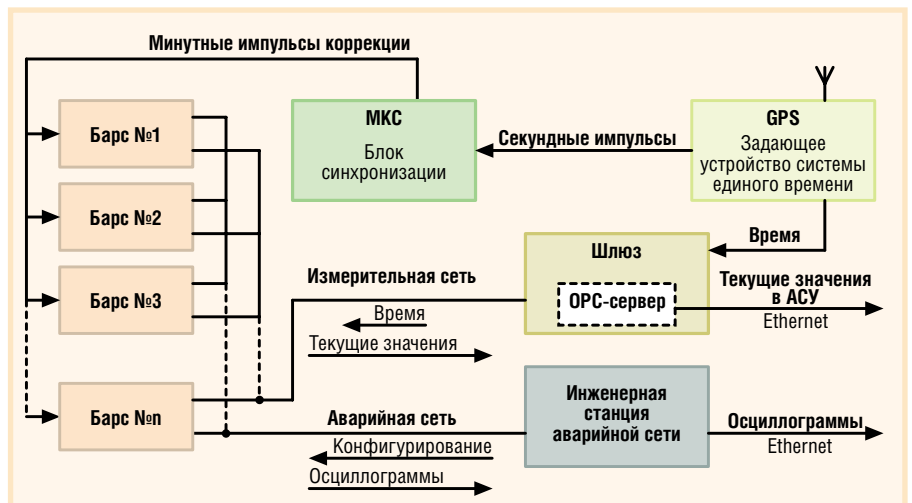 Минутные импульсы коррекции
Барс №1
Барс №2
Барс №3
Барс №n
МКС
Блок
синхронизации
Секундные импульсы
GPS
Задающее
устройство системы
единого времени
Время
Шлюз
OPC-сервер
Текущие значения
в АСУ
Ethernet
Измерительная сеть
Время
Текущие значения
Инженерная
станция
аварийной сети
Аварийная сеть
Конфигурирование
Осциллограммы
Осциллограммы
Ethernet